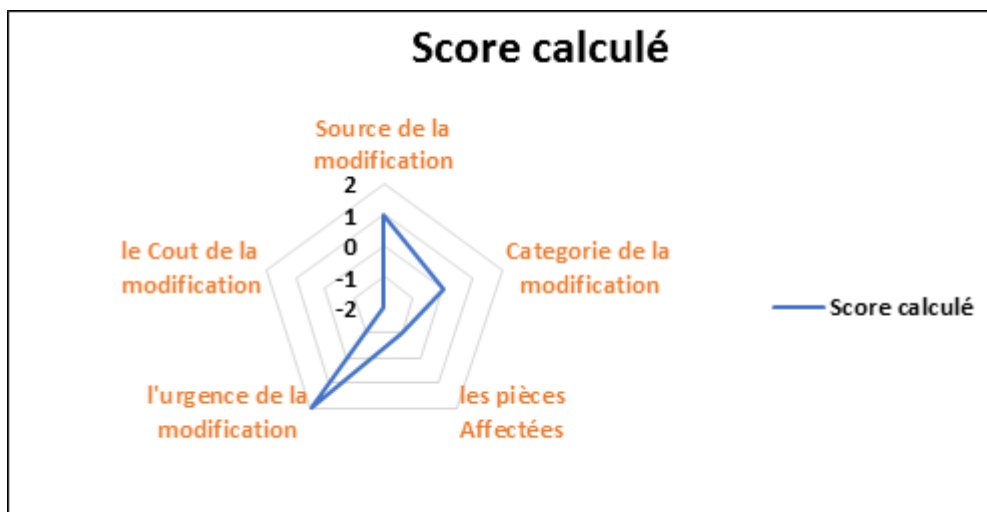 Score calculé
Source de la
modification
2
1
0
-1
-2
Categorie de la
modification
les pièces
Affectées
l'urgence de la
modification
le Cout de la
modification
Score calculé